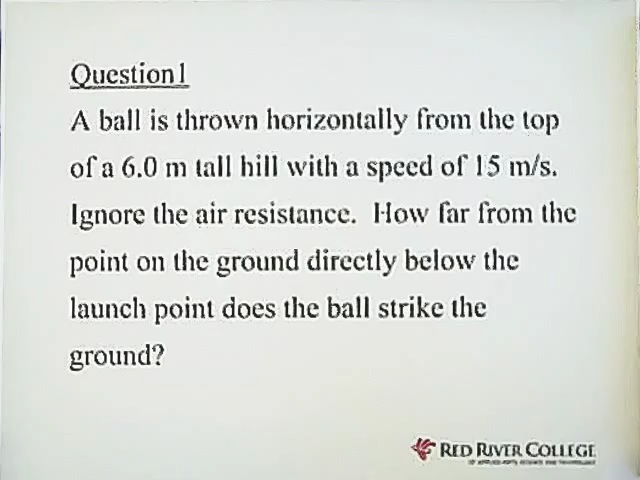 Question1
A ball is thrown horizontally from the top
of a 6.0 m tall hill with a speed of 15 m/s.
Ignore the air resistance. How far from the
point on the ground directly below the
launch point does the ball strike the
ground?
RED RIVER COLLEGE